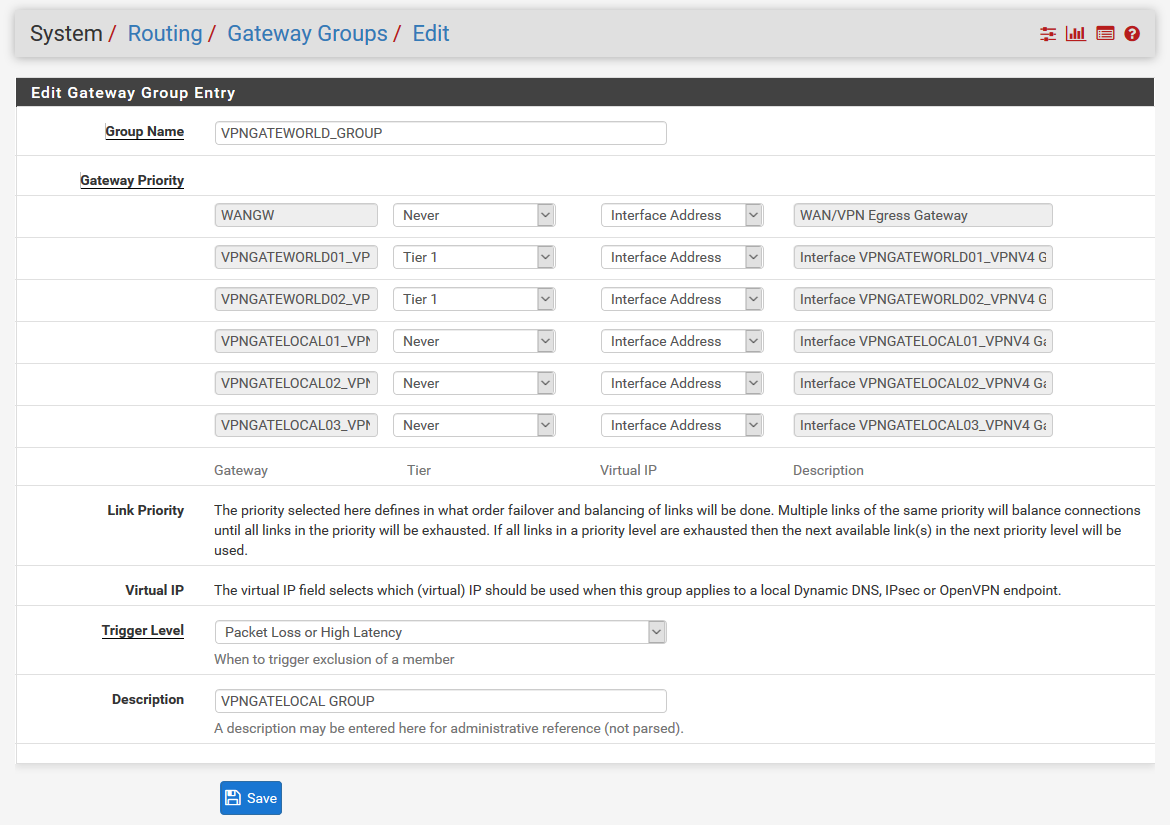 System / Routing / Gateway Groups / Edit
Edit Gateway Group Entry
Group Name VPNGATEWORLD_GROUP
Gateway Priority
WANGW Never Interface Address WAN/VPN Egress Gateway
VPNGATEWORLD01_VP Tier 1 Interface Address Interface VPNGATEWORLD01_VPNV4 G
VPNGATEWORLD02_VP Tier 1 Interface Address Interface VPNGATEWORLD02_VPNV4 G
VPNGATELOCAL01_VPN Never Interface Address Interface VPNGATELOCAL01_VPNV4 Ga
VPNGATELOCAL02_VPN Never Interface Address Interface VPNGATELOCAL02_VPNV4 Ga
VPNGATELOCAL03_VPN Never Interface Address Interface VPNGATELOCAL03_VPNV4 Ga
Gateway Tier Virtual IP Description
Link Priority The priority selected here defines in what order failover and balancing of links will be done. Multiple links of the same priority will balance connections
until all links in the priority will be exhausted. If all links in a priority level are exhausted then the next available link(s) in the next priority level will be
used.
Virtual IP The virtual IP field selects which (virtual) IP should be used when this group applies to a local Dynamic DNS, IPsec or OpenVPN endpoint.
Trigger Level Packet Loss or High Latency
When to trigger exclusion of a member
Description VPNGATELOCAL GROUP
A description may be entered here for administrative reference (not parsed).
Save